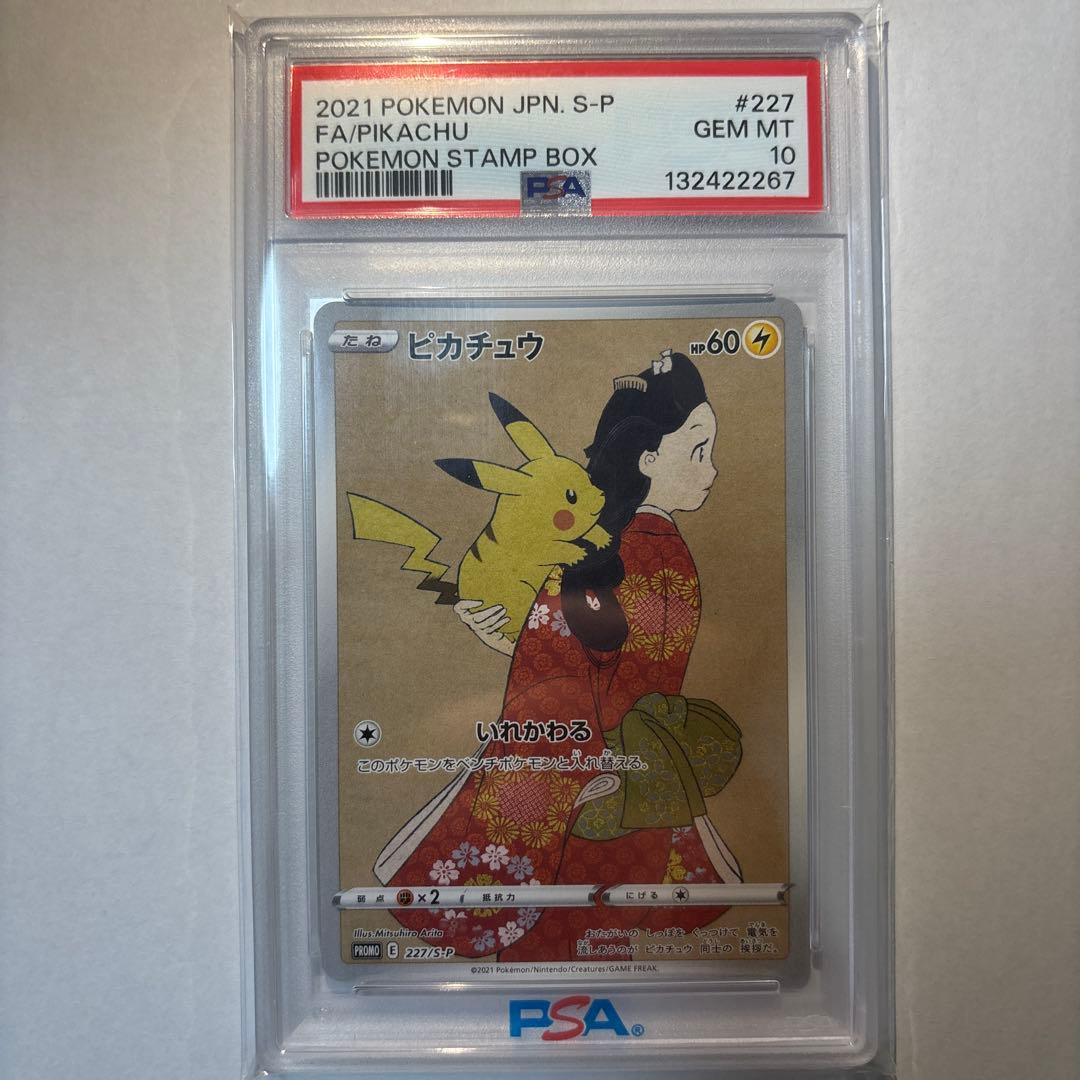 2021 POKEMON JPN. S-P #227
FA/PIKACHU GEM MT
POKEMON STAMP BOX 10
PSA 132422267
たね ピカチュウ HP60
いれかわる
このポケモンをベンチポケモンと入れ替える。
弱点 ×2 抵抗力 にげる
Illus.Mitsuhiro Arita
おたがいの しっぽを くっつけて 電気を
流しあうのが ピカチュウ 同士の 挨拶だ。
PROMO E 227/S-P
©2021 Pokémon/Nintendo/Creatures/GAME FREAK.
PSA®